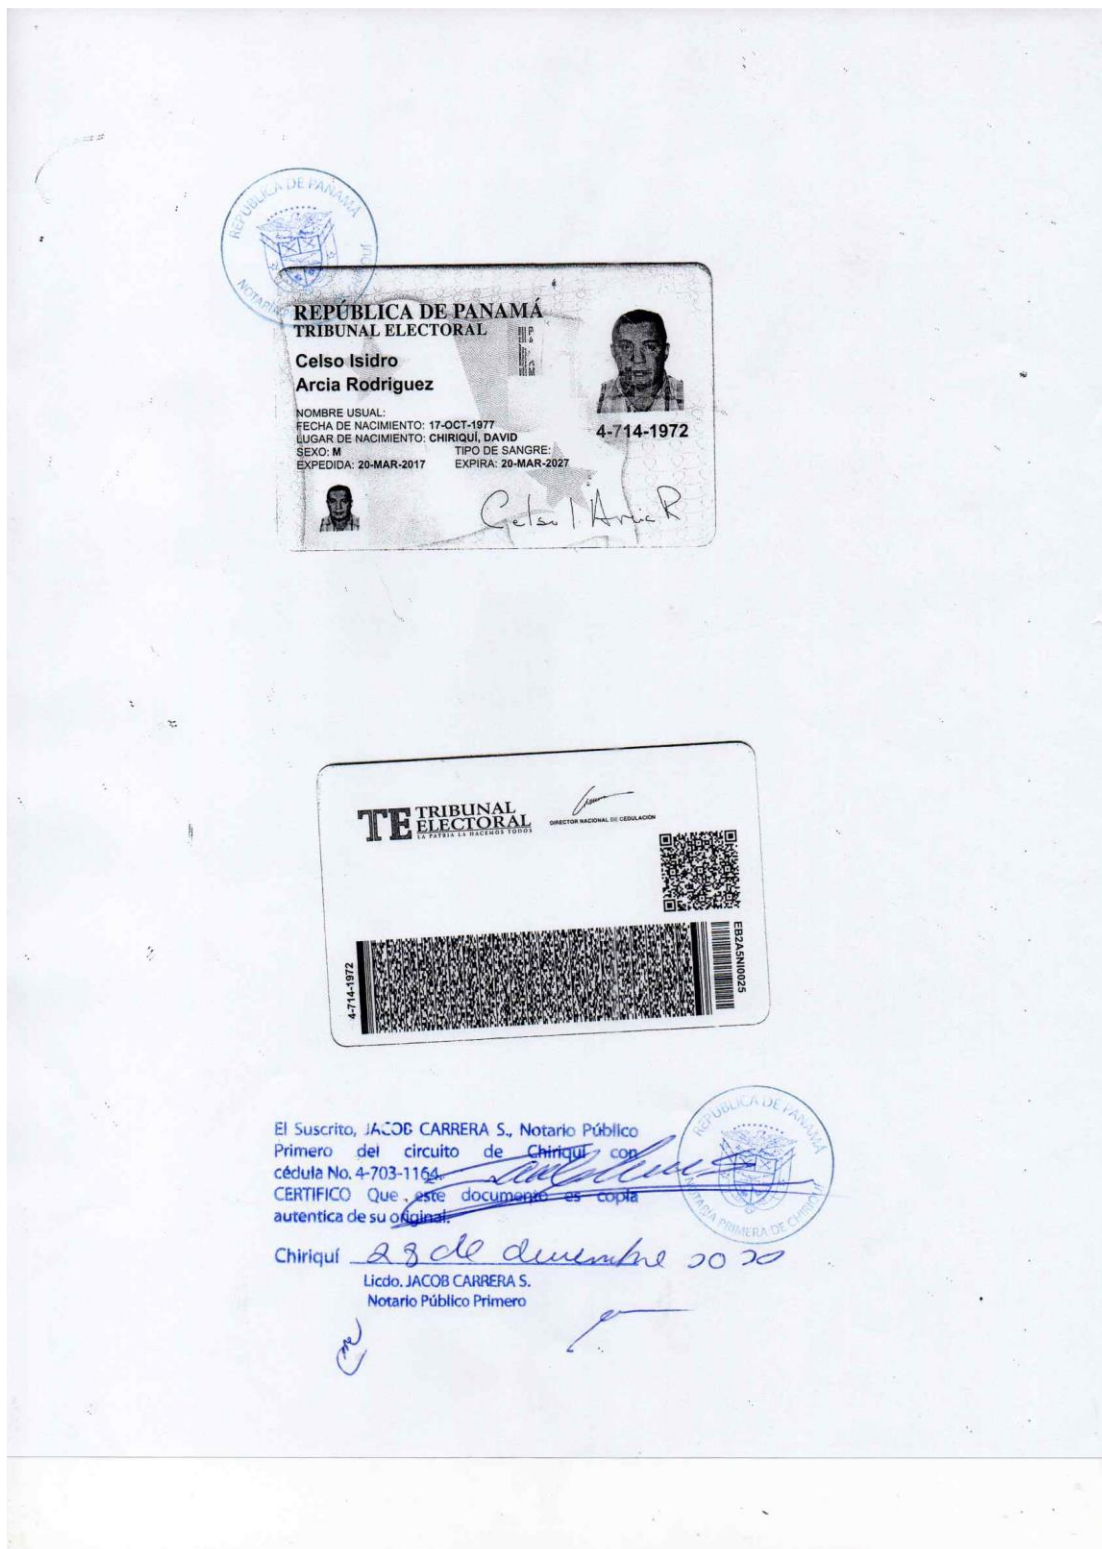 REPÚBLICA DE PANAMÁ
NOTARÍA
REPÚBLICA DE PANAMÁ
TRIBUNAL ELECTORAL
Celso Isidro
Arcia Rodriguez
NOMBRE USUAL:
FECHA DE NACIMIENTO: 17-OCT-1977
LUGAR DE NACIMIENTO: CHIRIQUÍ, DAVID
SEXO: M TIPO DE SANGRE:
EXPEDIDA: 20-MAR-2017 EXPIRA: 20-MAR-2027
4-714-1972
Celso I Arcia R
TE TRIBUNAL
ELECTORAL
LA PATRIA LA HACEMOS TODOS
DIRECTOR NACIONAL DE CEDULACIÓN
4-714-1972
EB2A5NI0025
El Suscrito, JACOB CARRERA S., Notario Público
Primero del circuito de Chiriquí con
cédula No. 4-703-1164.
CERTIFICO Que este documento es copia
autentica de su original.
REPÚBLICA DE PANAMÁ
NOTARÍA PRIMERA DE CHIRIQUÍ
Chiriquí 28 de diciembre 2020
Licdo. JACOB CARRERA S.
Notario Público Primero